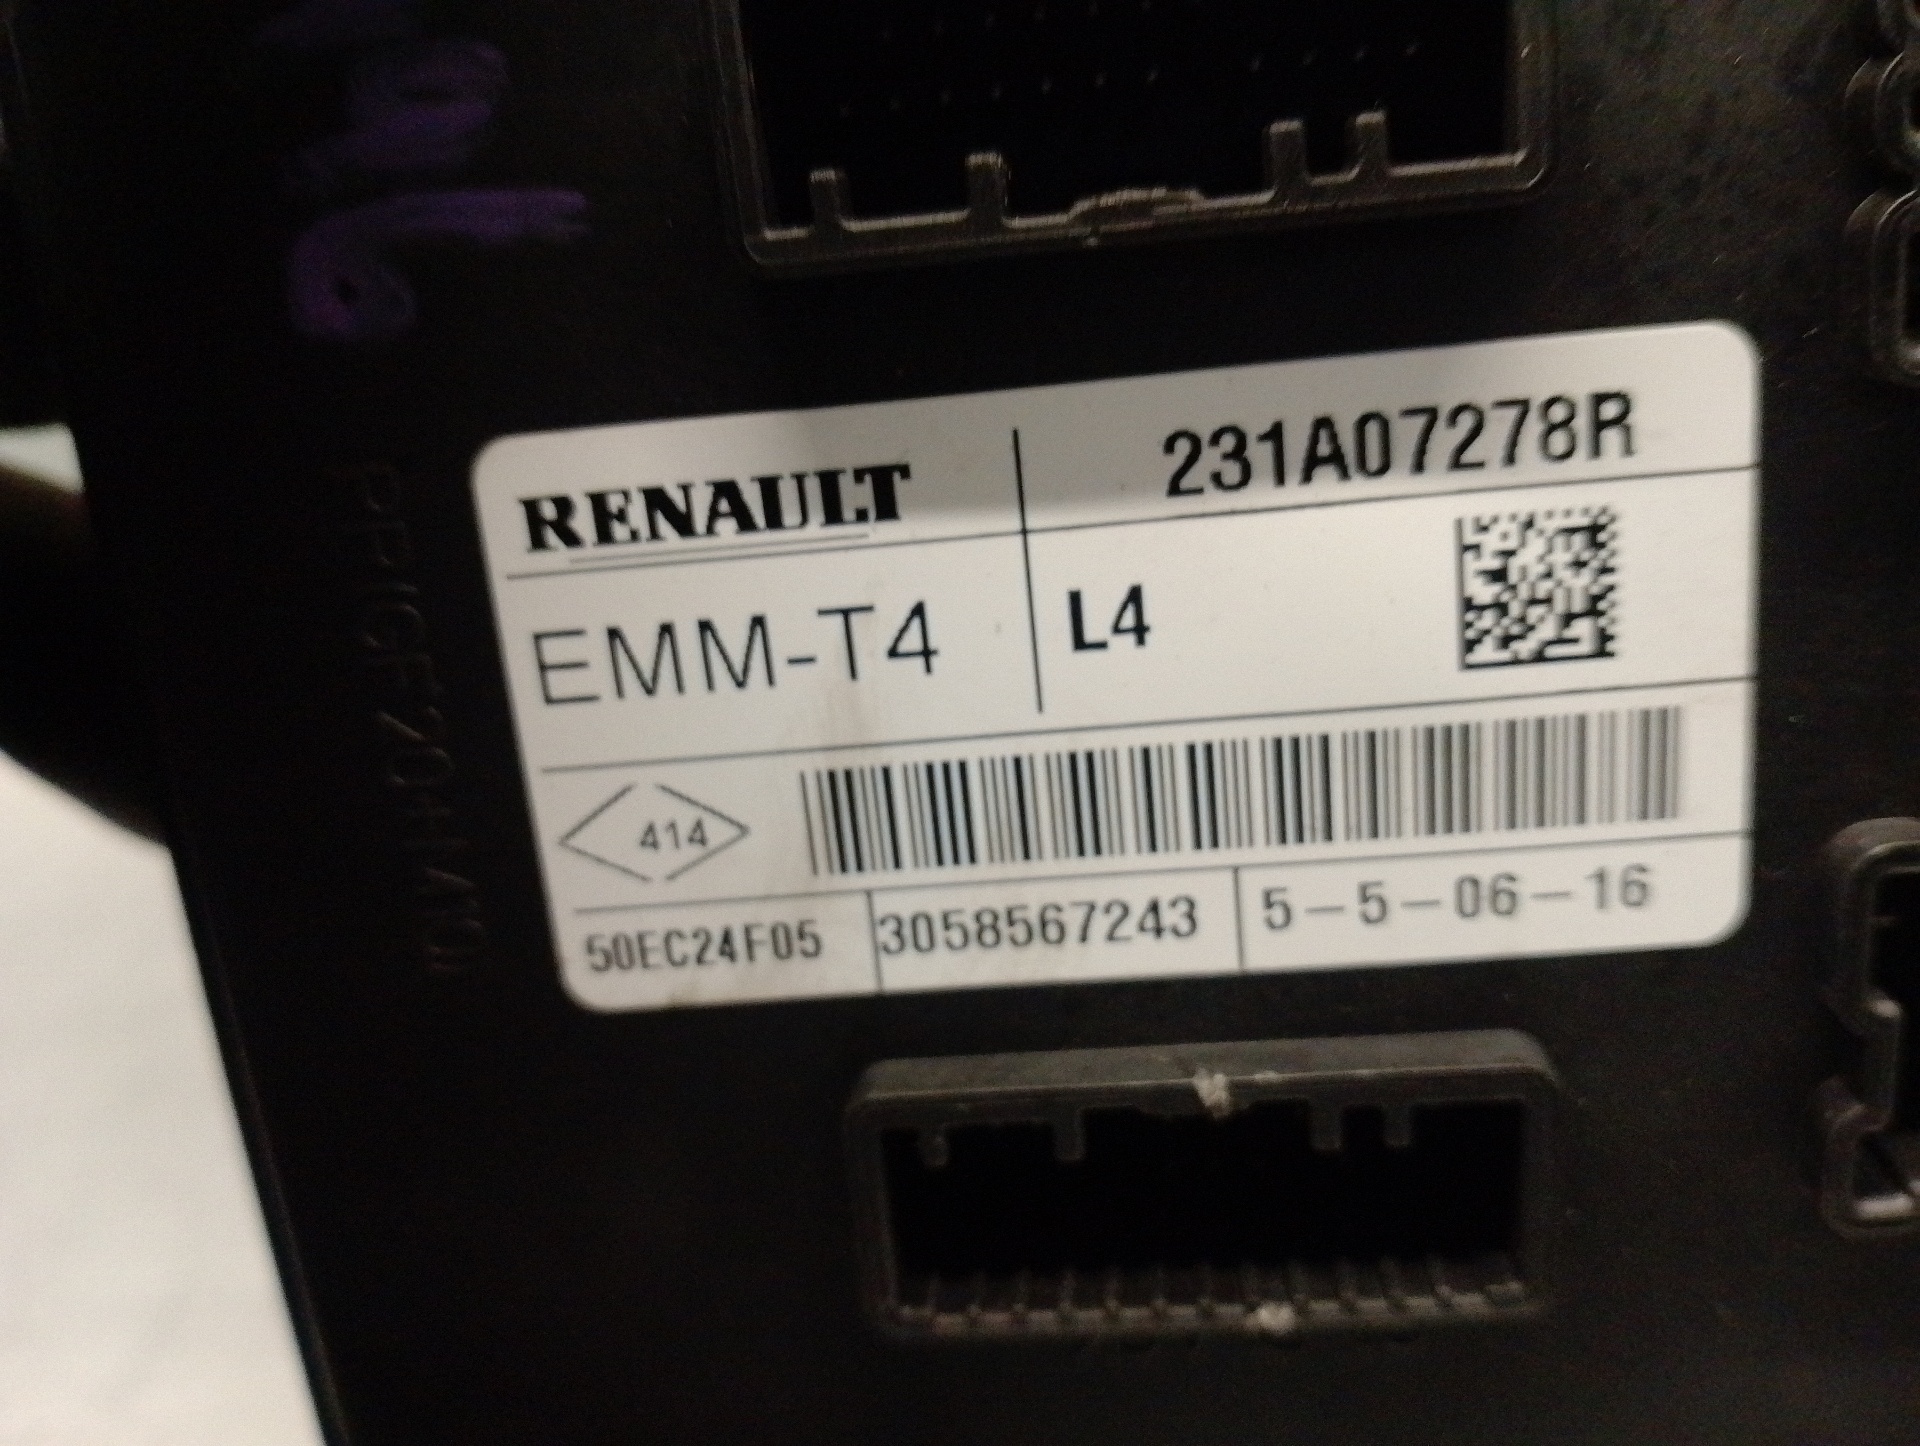 RENAULT 231A07278R
EMM-T4 L4
414
50EC24F05 3058567243 5-5-06-16